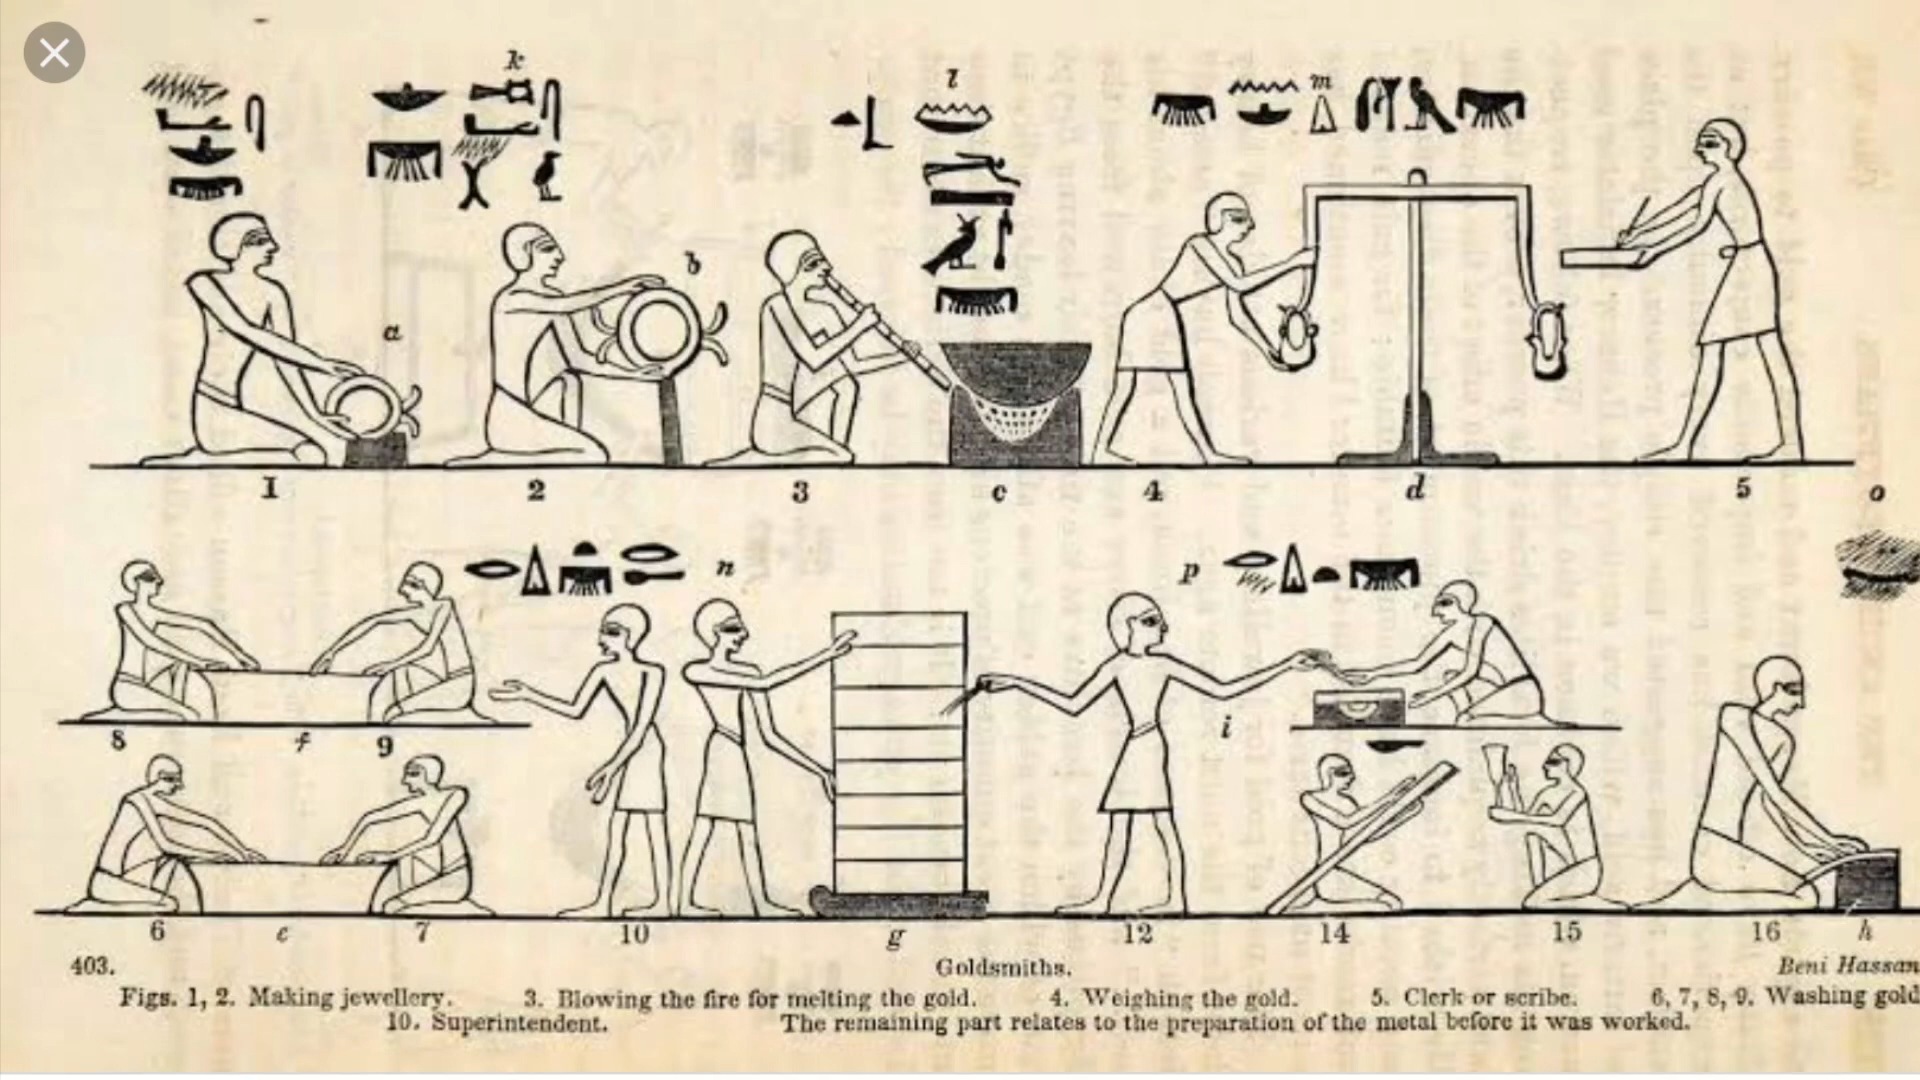 k
l
m
a
b
1 2 3 c 4 d 5 o
n
p
i
8 f 9
6 e 7 10 g 12 14 15 16 h
403. Goldsmiths. Beni Hassan
Figs. 1, 2. Making jewellery. 3. Blowing the fire for melting the gold. 4. Weighing the gold. 5. Clerk or scribe. 6, 7, 8, 9. Washing gold
10. Superintendent. The remaining part relates to the preparation of the metal before it was worked.